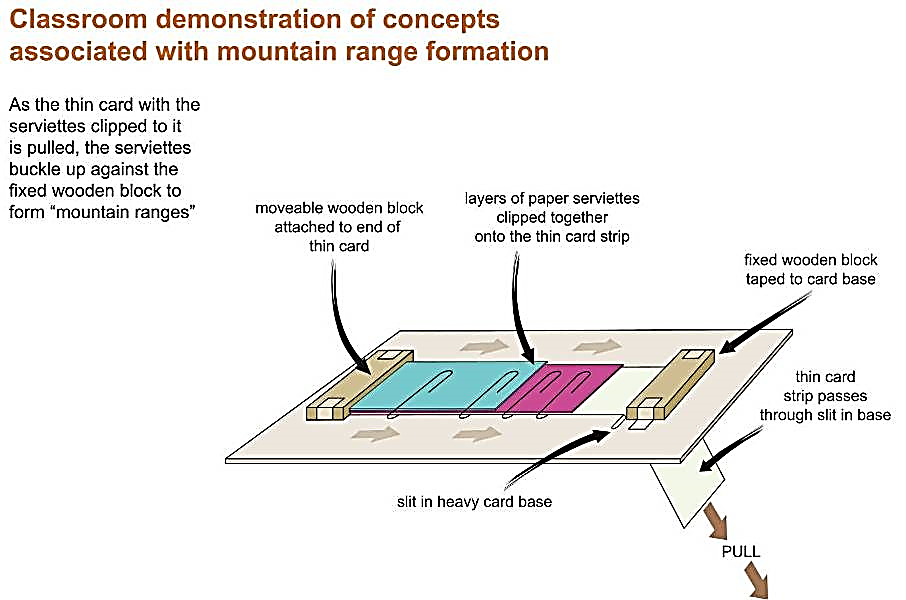 Classroom demonstration of concepts
associated with mountain range formation
As the thin card with the
serviettes clipped to it
is pulled, the serviettes
buckle up against the
fixed wooden block to
form “mountain ranges”
moveable wooden block
attached to end of
thin card
layers of paper serviettes
clipped together
onto the thin card strip
fixed wooden block
taped to card base
thin card
strip passes
through slit in base
slit in heavy card base
PULL